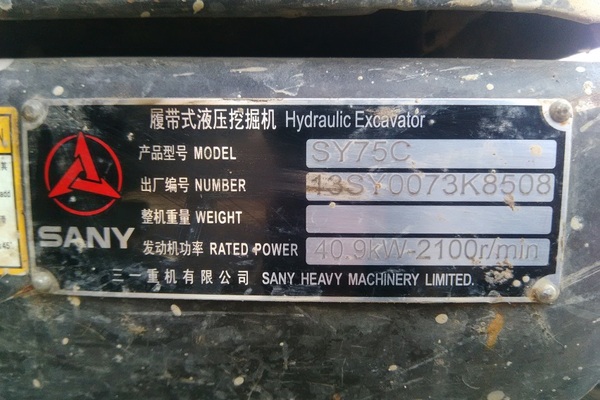 履带式液压挖掘机 Hydraulic Excavator
产品型号 MODEL SY75C
出厂编号 NUMBER 13SY0073K8508
整机重量 WEIGHT
发动机功率 RATED POWER 40.9kW-2100r/min
SANY
三一重机有限公司 SANY HEAVY MACHINERY LIMITED.